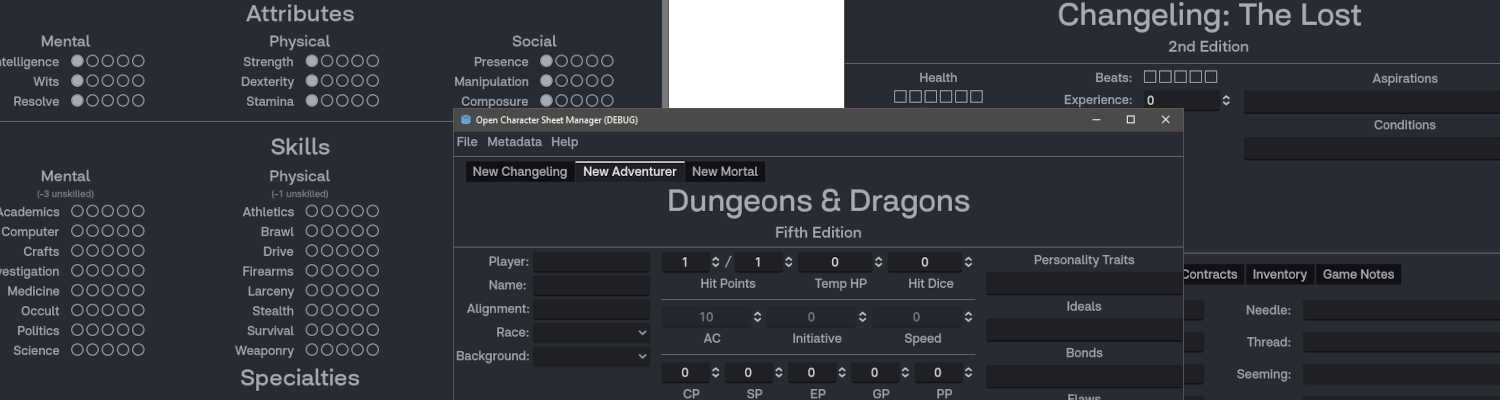 Attributes
Mental Physical Social
Intelligence Strength Presence
Wits Dexterity Manipulation
Resolve Stamina Composure
Skills
Mental Physical
(-3 unskilled) (-1 unskilled)
Academics Athletics
Computer Brawl
Crafts Drive
vestigation Firearms
Medicine Larceny
Occult Stealth
Politics Survival
Science Weaponry
Specialties
Changeling: The Lost
2nd Edition
Health Beats: Aspirations
Experience: 0
Conditions
Open Character Sheet Manager (DEBUG)
File Metadata Help
New Changeling New Adventurer New Mortal
Dungeons & Dragons
Fifth Edition
Player: 1 / 1 0 0 Personality Traits
Name: Hit Points Temp HP Hit Dice
Alignment: 10 0 0 Ideals
Race: AC Initiative Speed
Background: Bonds
0 0 0 0 0
CP SP EP GP PP Flaws
Contracts Inventory Game Notes
Needle:
Thread:
Seeming: